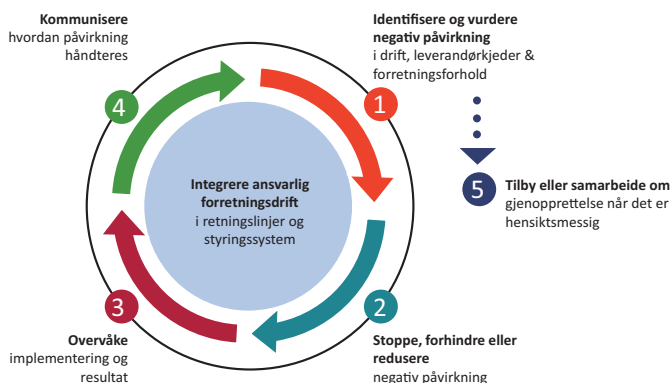 Kommunisere
hvordan påvirkning
håndteres
4
Identifisere og vurdere
negativ påvirkning
i drift, leverandørkjeder &
forretningsforhold
1
5
Tilby eller samarbeide om
gjenopprettelse når det er
hensiktsmessig
Integrere ansvarlig
forretningsdrift
i retningslinjer og
styringssystem
3
Overvåke
implementering og
resultat
2
Stoppe, forhindre eller
redusere
negativ påvirkning